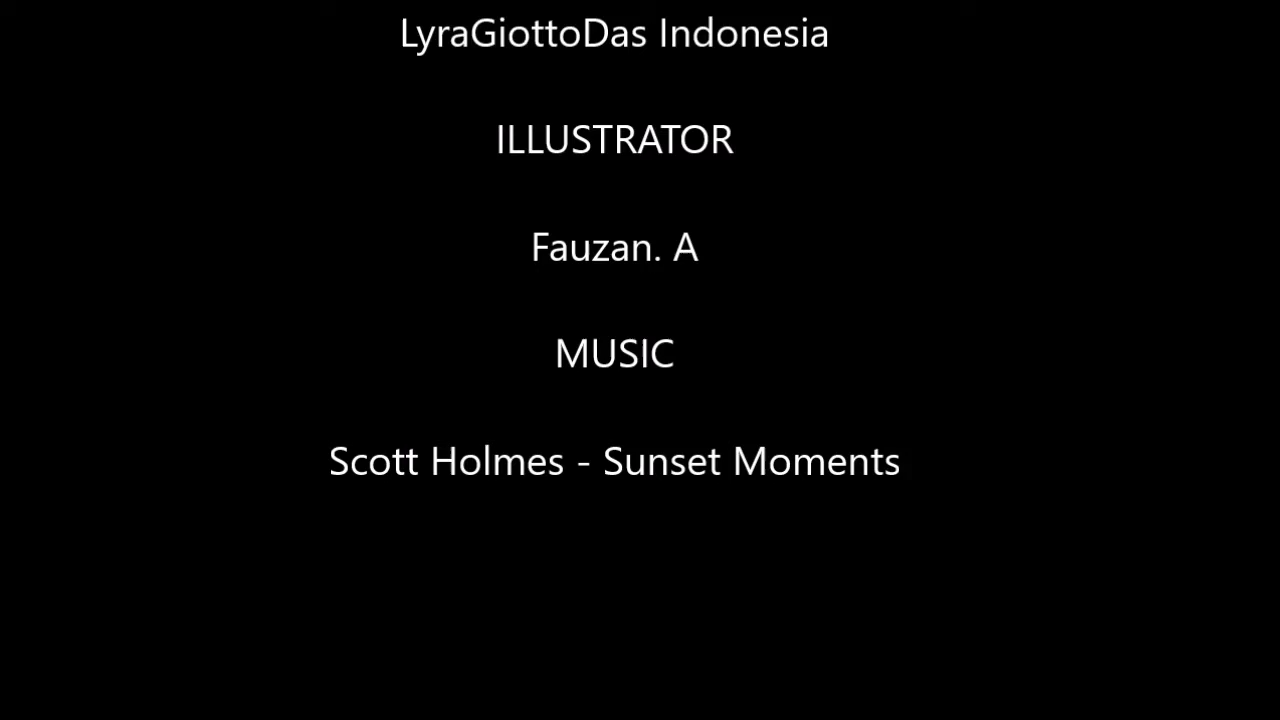 LyraGiottoDas Indonesia
ILLUSTRATOR
Fauzan. A
MUSIC
Scott Holmes - Sunset Moments